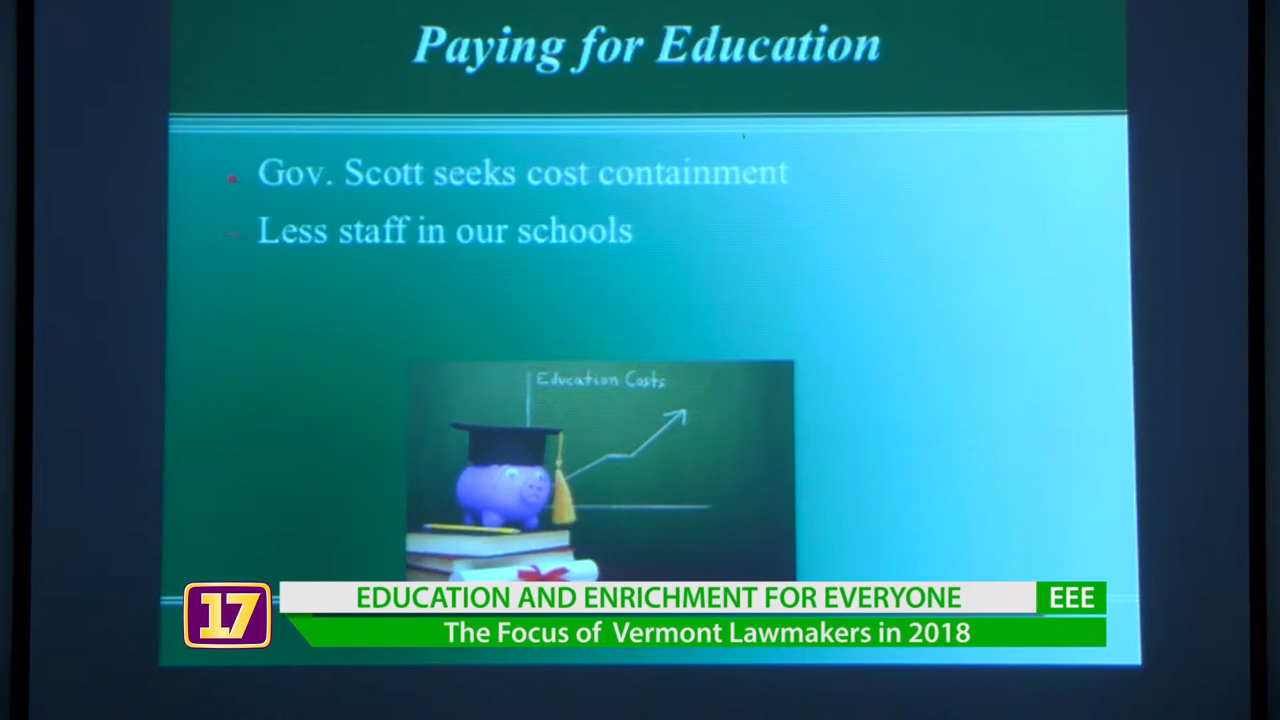 Paying for Education
Gov. Scott seeks cost containment
Less staff in our schools
Education Costs
17
EDUCATION AND ENRICHMENT FOR EVERYONE
EEE
The Focus of Vermont Lawmakers in 2018